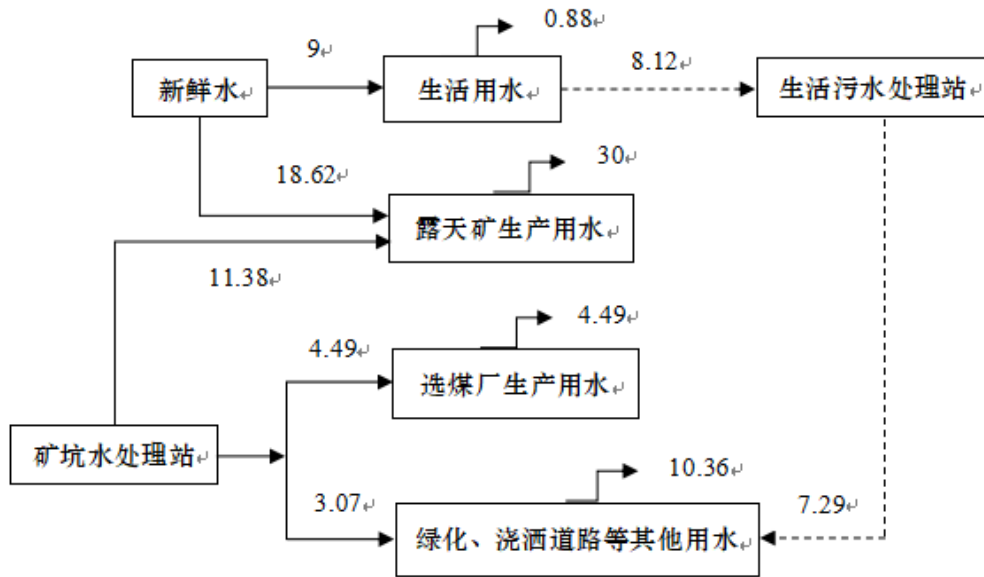 0.88
9
8.12
新鲜水
生活用水
生活污水处理站
18.62
30
露天矿生产用水
11.38
4.49
4.49
选煤厂生产用水
矿坑水处理站
10.36
3.07
7.29
绿化、浇洒道路等其他用水